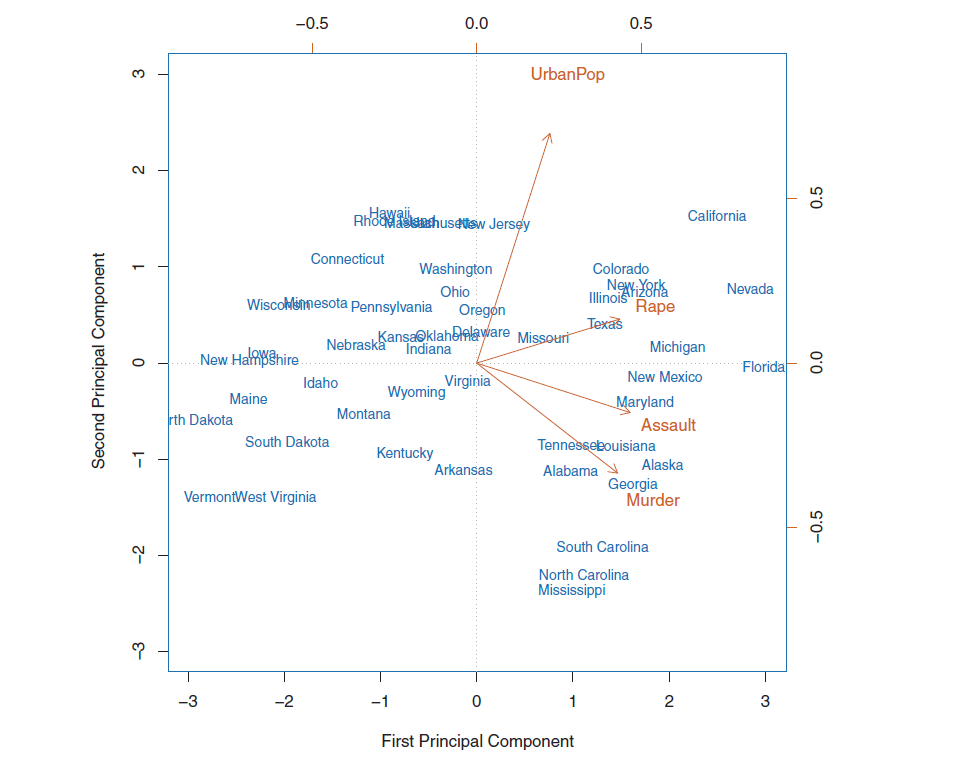 −0.5 0.0 0.5
3
UrbanPop
2
Hawaii
California
0.5
Rhode Island
Massachusetts
New Jersey
1
Connecticut
Washington
Colorado
New York
Nevada
Ohio
Arizona
Illinois
Wisconsin
Minnesota
Pennsylvania
Rape
Oregon
Texas
Delaware
Kansas
Oklahoma
Missouri
Nebraska
Indiana
Michigan
Second Principal Component
0
Iowa
New Hampshire
Florida
0.0
New Mexico
Virginia
Idaho
Wyoming
Maine
Maryland
Montana
rth Dakota
Assault
South Dakota
Tennessee
Louisiana
Kentucky
−1
Alaska
Arkansas
Alabama
Georgia
Vermont
West Virginia
Murder
−0.5
South Carolina
−2
North Carolina
Mississippi
−3
−3 −2 −1 0 1 2 3
First Principal Component